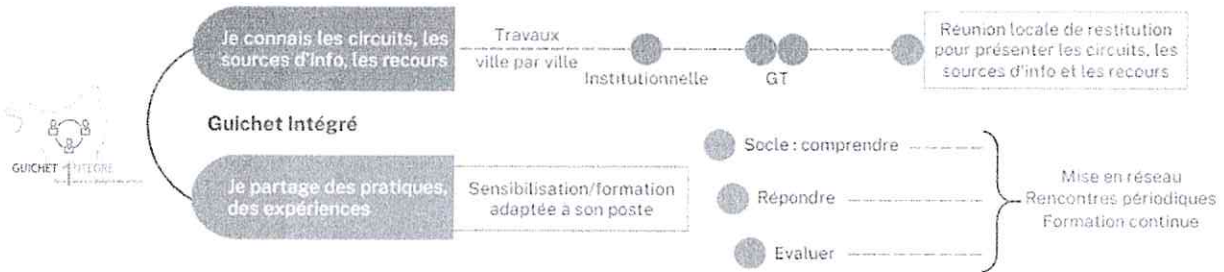 Je connais les circuits, les
sources d'info, les recours
Travaux
ville par ville
Institutionnelle
GT
Réunion locale de restitution
pour présenter les circuits, les
sources d'info et les recours
GUICHET 1NTÉGRÉ
Guichet Intégré
Je partage des pratiques,
des expériences
Sensibilisation/formation
adaptée à son poste
Socle : comprendre
Répondre
Evaluer
Mise en réseau
Rencontres périodiques
Formation continue